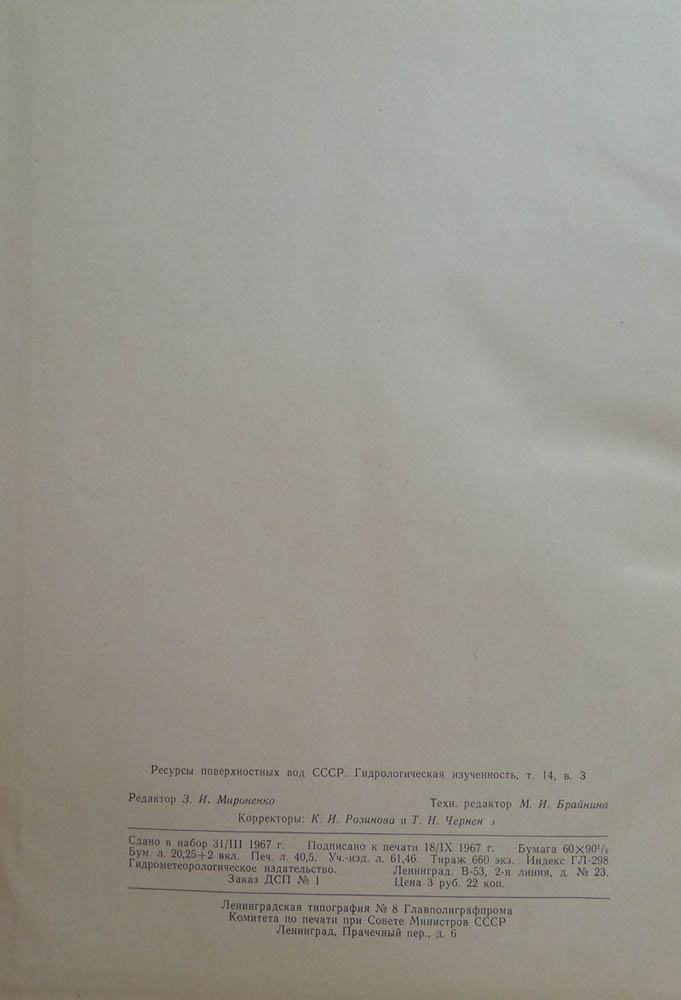 Ресурсы поверхностных вод СССР. Гидрологическая изученность, т. 14, в. 3
Редактор З. И. Мироненко Техн. редактор М. И. Брайнина
Корректоры: К. И. Розинова и Т. Н.
Сдано в набор 31/III 1967 г. Подписано к печати 18/IX 1967 г. Бумага 60×90¹/₈
Бум. л. 20,25+2 вкл. Печ. л. 40,5. Уч.-изд. л. 61,46. Тираж 660 экз. Индекс ГЛ-298
Гидрометеорологическое издательство. Ленинград. В-53, 2-я линия, д. № 23.
Заказ ДСП № 1 Цена 3 руб. 22 коп.
Ленинградская типография № 8 Главполиграфпрома
Комитета по печати при Совете Министров СССР
Ленинград, Прачечный пер., д. 6